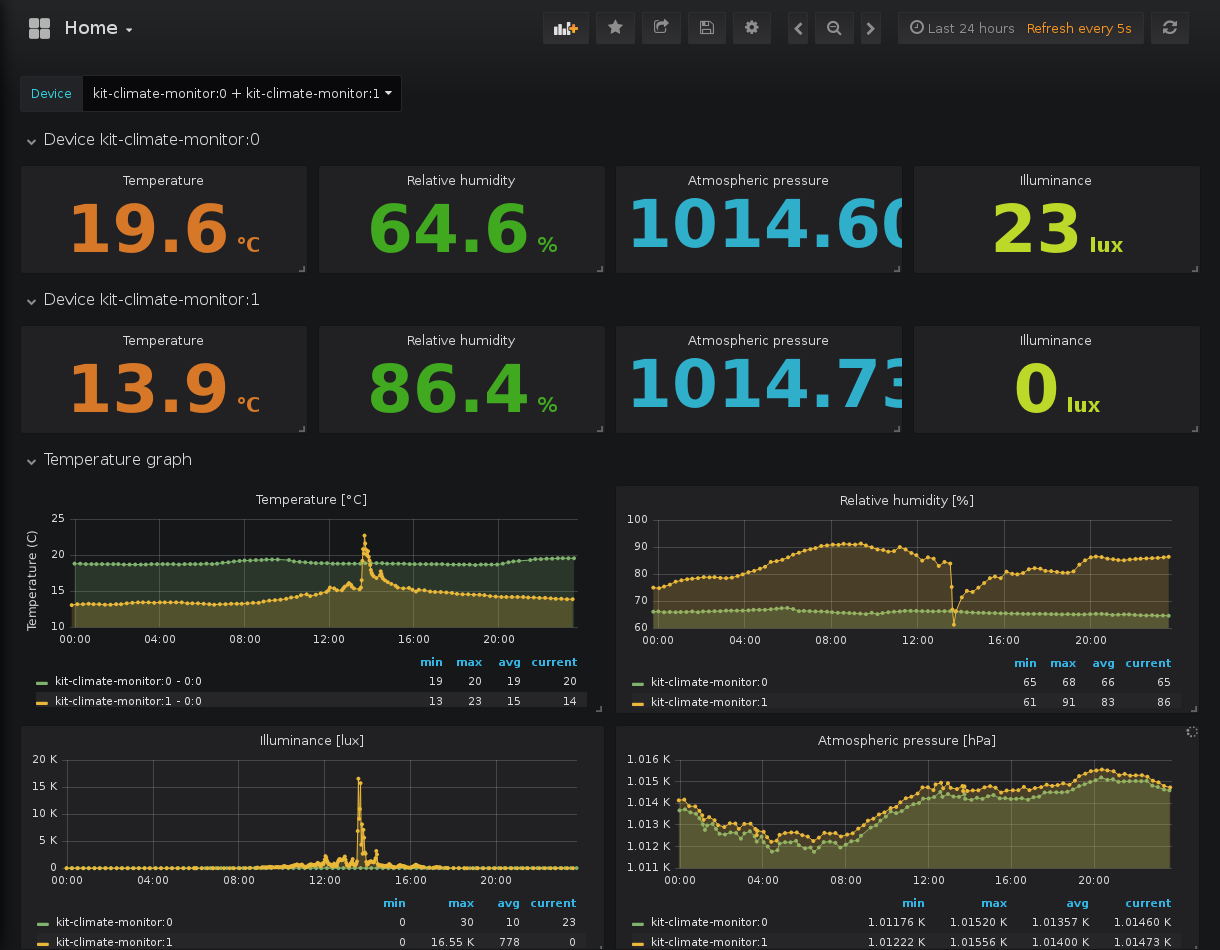 Home
Last 24 hours Refresh every 5s
Device kit-climate-monitor:0 + kit-climate-monitor:1
Device kit-climate-monitor:0
Temperature Relative humidity Atmospheric pressure Illuminance
19.6 °C 64.6 % 1014.60 23 lux
Device kit-climate-monitor:1
Temperature Relative humidity Atmospheric pressure Illuminance
13.9 °C 86.4 % 1014.73 0 lux
Temperature graph
Temperature [°C]
Temperature (C)
25
20
15
10
00:00 04:00 08:00 12:00 16:00 20:00
min max avg current
kit-climate-monitor:0 - 0:0 19 20 19 20
kit-climate-monitor:1 - 0:0 13 23 15 14
Relative humidity [%]
100
90
80
70
60
00:00 04:00 08:00 12:00 16:00 20:00
min max avg current
kit-climate-monitor:0 65 68 66 65
kit-climate-monitor:1 61 91 83 86
Illuminance [lux]
20 K
15 K
10 K
5 K
0
00:00 04:00 08:00 12:00 16:00 20:00
min max avg current
kit-climate-monitor:0 0 30 10 23
kit-climate-monitor:1 0 16.55 K 778 0
Atmospheric pressure [hPa]
1.016 K
1.015 K
1.014 K
1.013 K
1.012 K
1.011 K
00:00 04:00 08:00 12:00 16:00 20:00
min max avg current
kit-climate-monitor:0 1.01176 K 1.01520 K 1.01357 K 1.01460 K
kit-climate-monitor:1 1.01222 K 1.01556 K 1.01400 K 1.01473 K